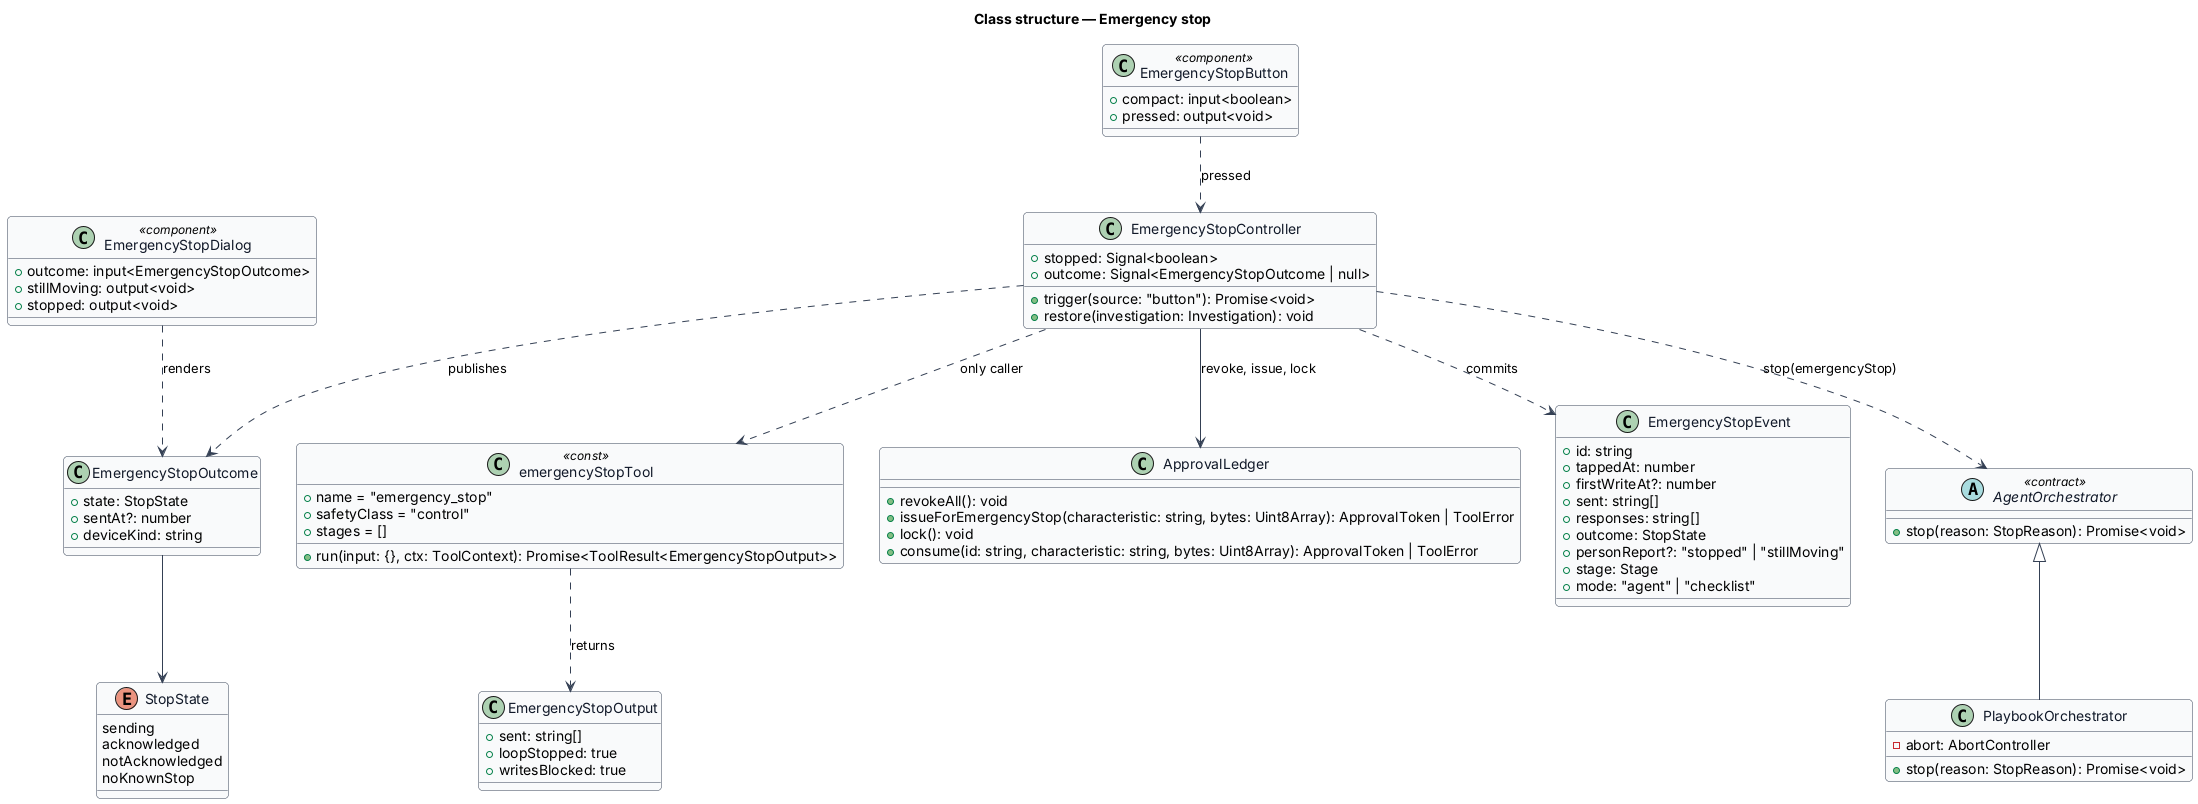 Class structure — Emergency stop
C
«component»
EmergencyStopButton
compact: input<boolean>
pressed: output<void>
pressed
C
«component»
EmergencyStopDialog
outcome: input<EmergencyStopOutcome>
stillMoving: output<void>
stopped: output<void>
C
EmergencyStopController
stopped: Signal<boolean>
outcome: Signal<EmergencyStopOutcome | null>
trigger(source: "button"): Promise<void>
restore(investigation: Investigation): void
renders
publishes
only caller
revoke, issue, lock
commits
stop(emergencyStop)
C
EmergencyStopOutcome
state: StopState
sentAt?: number
deviceKind: string
C
«const»
emergencyStopTool
name = "emergency_stop"
safetyClass = "control"
stages = []
run(input: {}, ctx: ToolContext): Promise<ToolResult<EmergencyStopOutput>>
C
ApprovalLedger
revokeAll(): void
issueForEmergencyStop(characteristic: string, bytes: Uint8Array): ApprovalToken | ToolError
lock(): void
consume(id: string, characteristic: string, bytes: Uint8Array): ApprovalToken | ToolError
C
EmergencyStopEvent
id: string
tappedAt: number
firstWriteAt?: number
sent: string[]
responses: string[]
outcome: StopState
personReport?: "stopped" | "stillMoving"
stage: Stage
mode: "agent" | "checklist"
A
«contract»
AgentOrchestrator
stop(reason: StopReason): Promise<void>
returns
E
StopState
sending
acknowledged
notAcknowledged
noKnownStop
C
EmergencyStopOutput
sent: string[]
loopStopped: true
writesBlocked: true
C
PlaybookOrchestrator
abort: AbortController
stop(reason: StopReason): Promise<void>